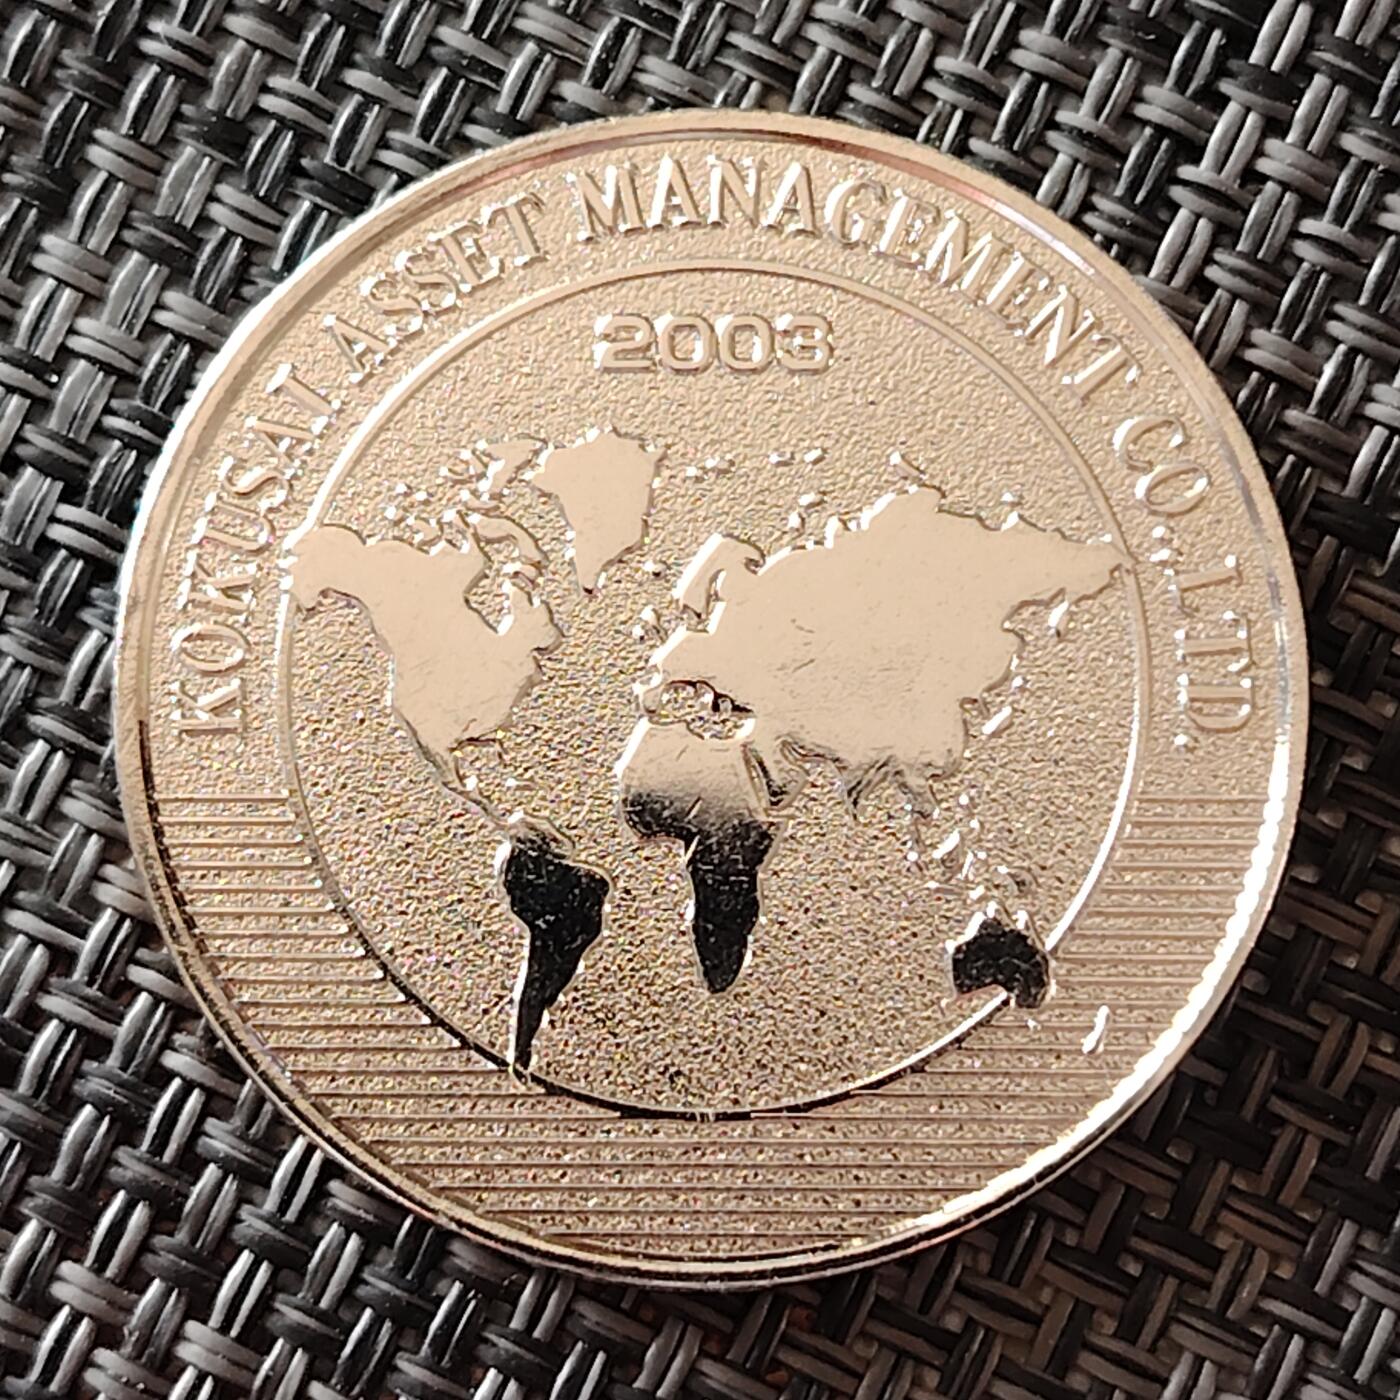 KOKUSAI ASSET MANAGEMENT CO.,LTD.
2003